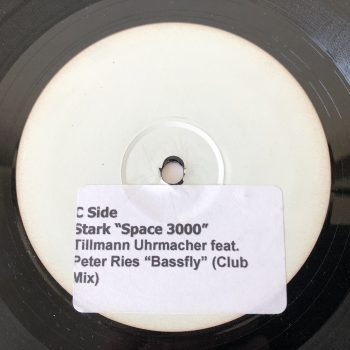 C Side
Stark “Space 3000”
Tillmann Uhrmacher feat.
Peter Ries “Bassfly” (Club
Mix)